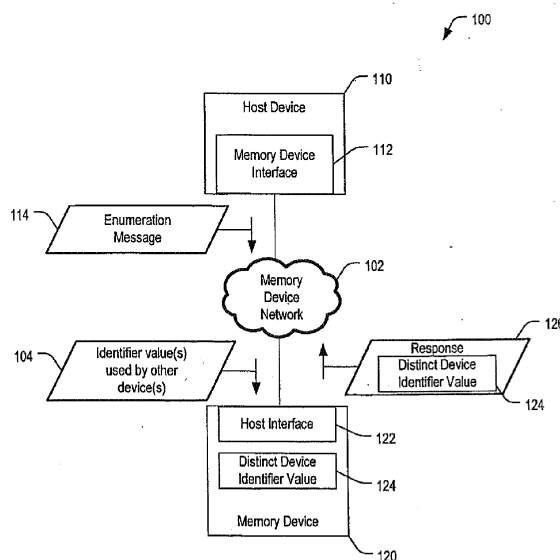 100
110
Host Device
Memory Device
Interface
112
114
Enumeration
Message
102
Memory
Device
Network
126
104
Identifier value(s)
used by other
device(s)
Response
Distinct Device
Identifier Value
124
Host Interface
122
Distinct Device
Identifier Value
124
Memory Device
120